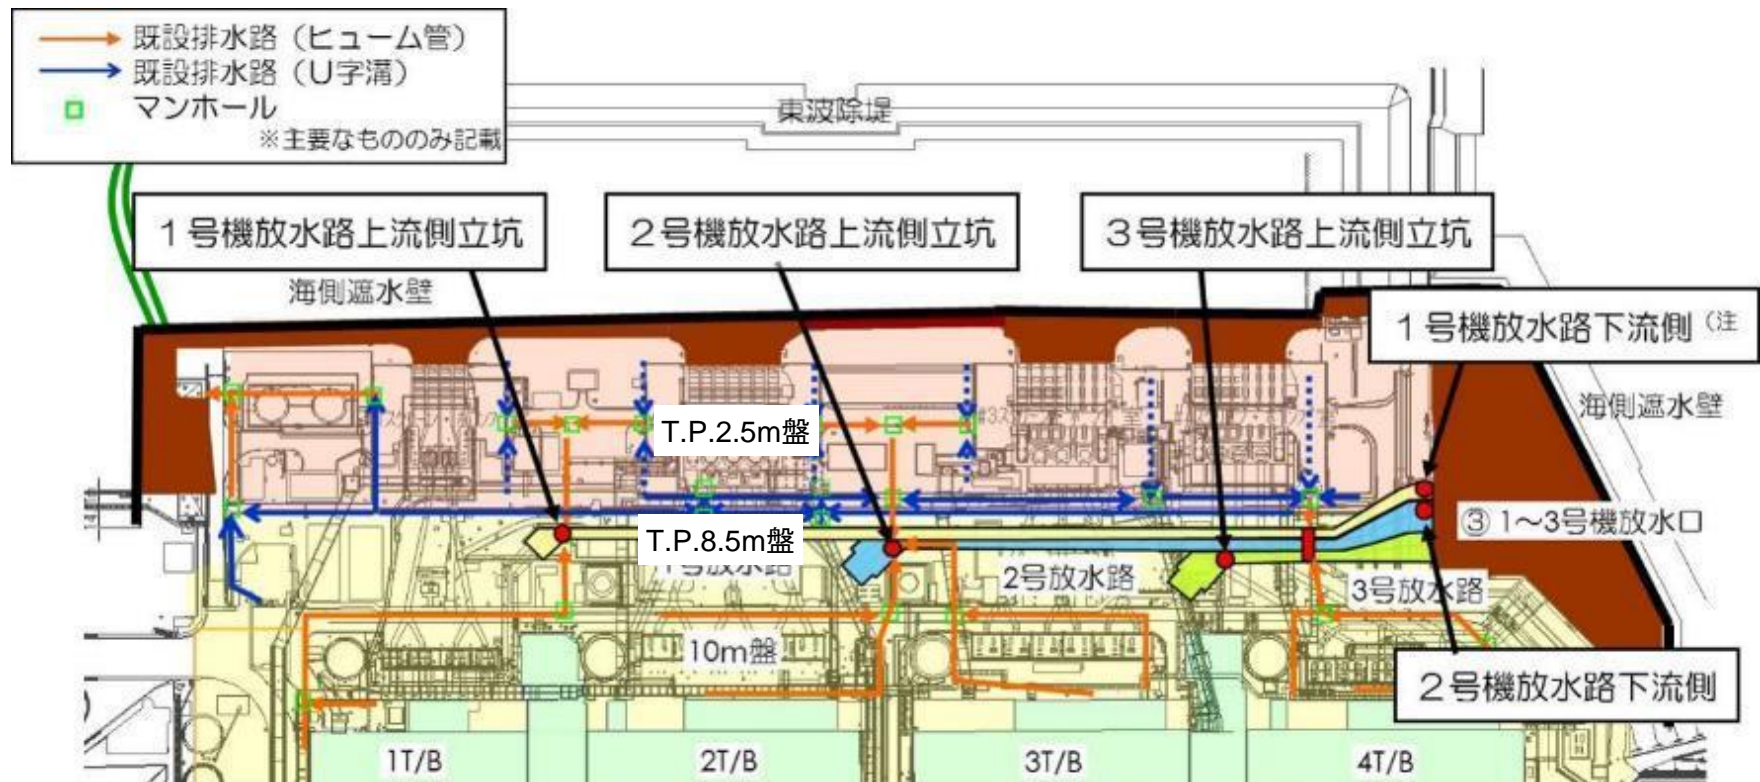 既設排水路（ヒューム管）
既設排水路（U字溝）
マンホール
※主要なもののみ記載
東波除堤
１号機放水路上流側立坑
２号機放水路上流側立坑
３号機放水路上流側立坑
海側遮水壁
１号機放水路下流側（注
海側遮水壁
T.P.2.5m盤
③ 1～3号機放水口
T.P.8.5m盤
1号放水路
2号放水路
3号放水路
10m盤
２号機放水路下流側
1T/B
2T/B
3T/B
4T/B